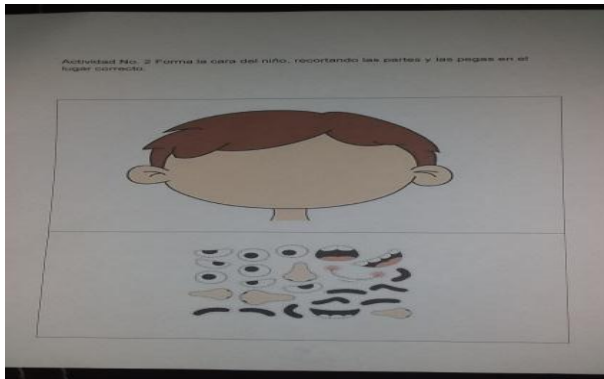 Actividad No. 2 Forma la cara del niño, recortando las partes y las pegas en el
lugar correcto.